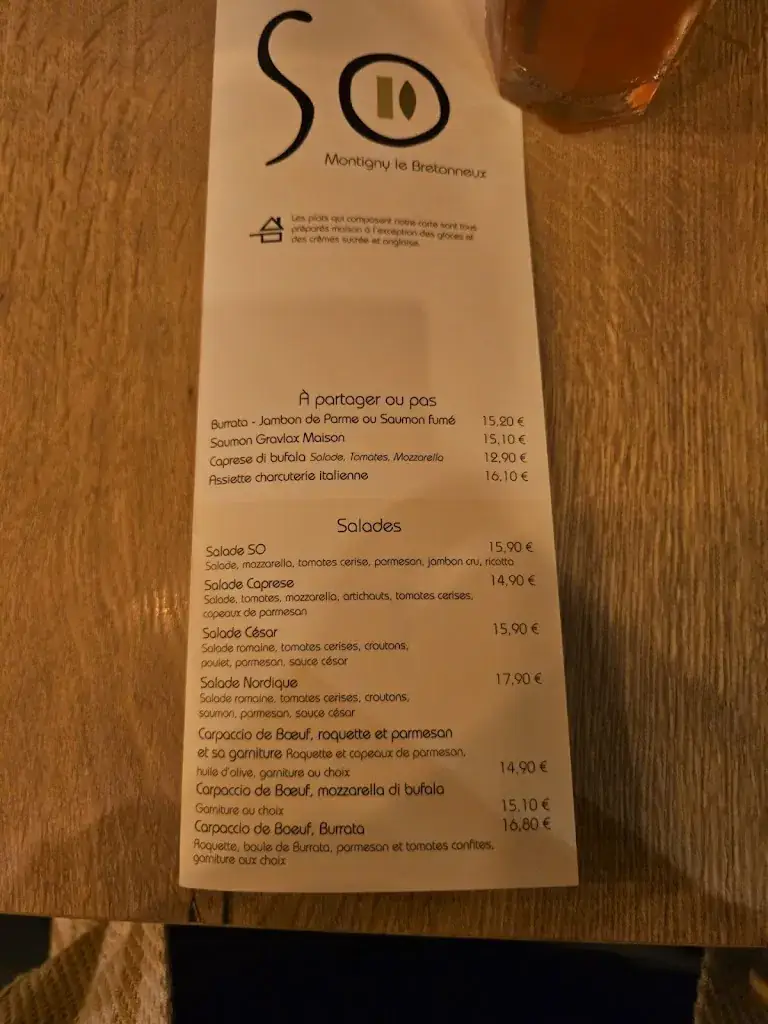 SO
Montigny le Bretonneux
Les plats qui composent notre carte sont tous
préparés maison à l'exception des glaces et
des crèmes sucrée et anglaise.
À partager ou pas
Burrata - Jambon de Parme ou Saumon fumé 15,20 €
Saumon Gravlax Maison 15,10 €
Caprese di bufala Salade, Tomates, Mozzarella 12,90 €
Assiette charcuterie italienne 16,10 €
Salades
Salade SO 15,90 €
Salade, mozzarella, tomates cerise, parmesan, jambon cru, ricotta
Salade Caprese 14,90 €
Salade, tomates, mozzarella, artichauts, tomates cerises,
copeaux de parmesan
Salade César 15,90 €
Salade romaine, tomates cerises, croutons,
poulet, parmesan, sauce césar
Salade Nordique 17,90 €
Salade romaine, tomates cerises, croutons,
saumon, parmesan, sauce césar
Carpaccio de Bœuf, roquette et parmesan
et sa garniture Roquette et copeaux de parmesan,
huile d'olive, garniture au choix 14,90 €
Carpaccio de Bœuf, mozzarella di bufala
Garniture au choix 15,10 €
Carpaccio de Boeuf, Burrata 16,80 €
Roquette, boule de Burrata, parmesan et tomates confites,
garniture aux choix